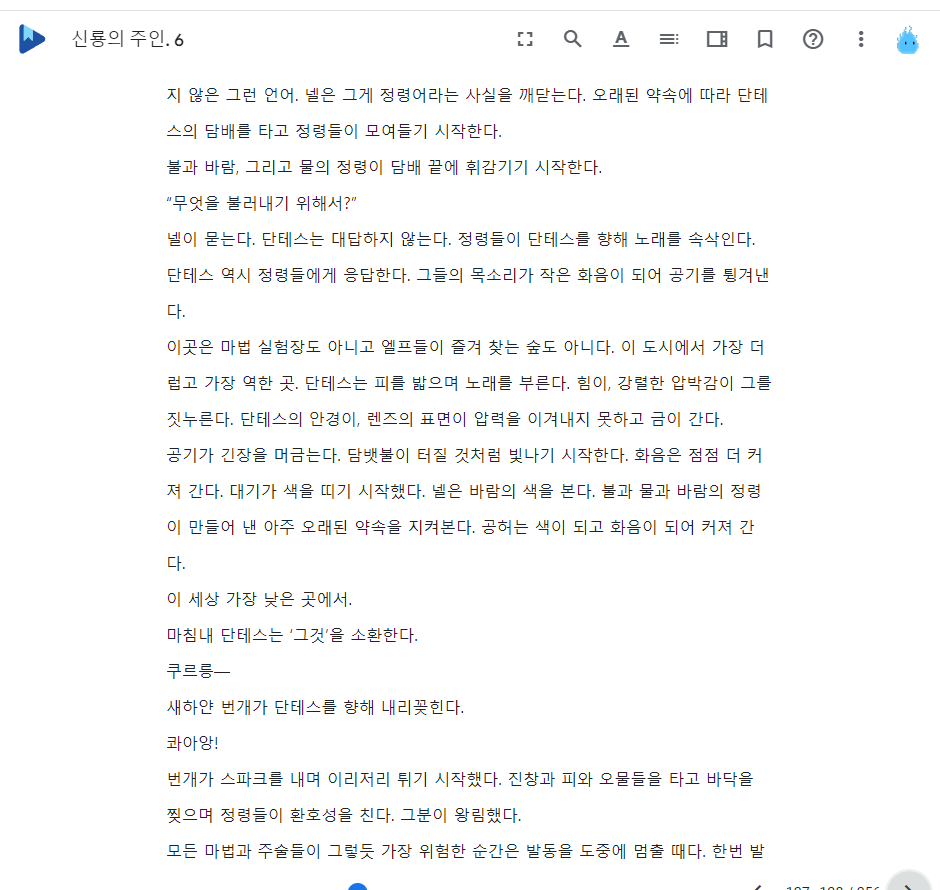 신룡의 주인. 6
지 않은 그런 언어. 넬은 그게 정령어라는 사실을 깨닫는다. 오래된 약속에 따라 단테
스의 담배를 타고 정령들이 모여들기 시작한다.
불과 바람, 그리고 물의 정령이 담배 끝에 휘감기기 시작한다.
“무엇을 불러내기 위해서?”
넬이 묻는다. 단테스는 대답하지 않는다. 정령들이 단테스를 향해 노래를 속삭인다.
단테스 역시 정령들에게 응답한다. 그들의 목소리가 작은 화음이 되어 공기를 튕겨낸
다.
이곳은 마법 실험장도 아니고 엘프들이 즐겨 찾는 숲도 아니다. 이 도시에서 가장 더
럽고 가장 역한 곳. 단테스는 피를 밟으며 노래를 부른다. 힘이, 강렬한 압박감이 그를
짓누른다. 단테스의 안경이, 렌즈의 표면이 압력을 이겨내지 못하고 금이 간다.
공기가 긴장을 머금는다. 담뱃불이 터질 것처럼 빛나기 시작한다. 화음은 점점 더 커
져 간다. 대기가 색을 띠기 시작했다. 넬은 바람의 색을 본다. 불과 물과 바람의 정령
이 만들어 낸 아주 오래된 약속을 지켜본다. 공허는 색이 되고 화음이 되어 커져 간
다.
이 세상 가장 낮은 곳에서.
마침내 단테스는 ‘그것’을 소환한다.
쿠르릉—
새하얀 번개가 단테스를 향해 내리꽂힌다.
콰아앙!
번개가 스파크를 내며 이리저리 튀기 시작했다. 진창과 피와 오물들을 타고 바닥을
찢으며 정령들이 환호성을 친다. 그분이 왕림했다.
모든 마법과 주술들이 그렇듯 가장 위험한 순간은 발동을 도중에 멈출 때다. 한번 발